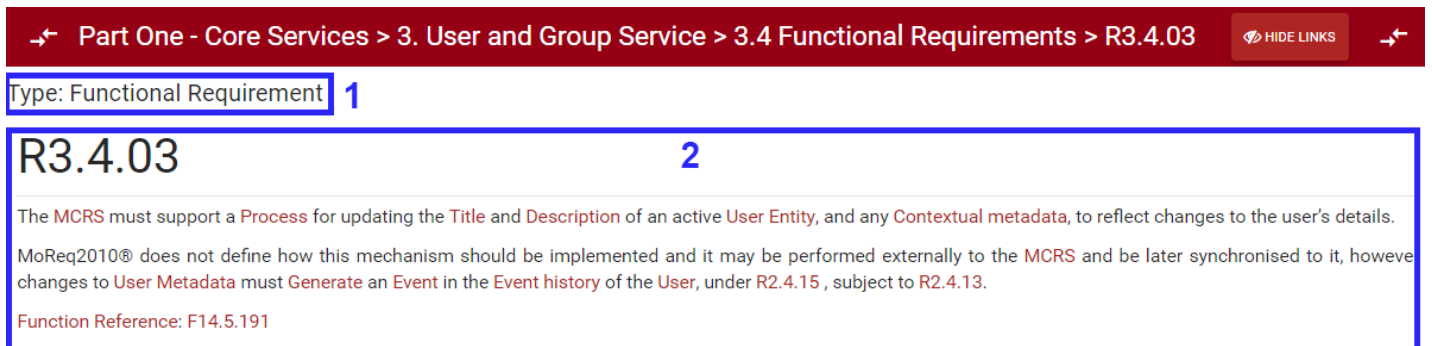 Part One - Core Services > 3. User and Group Service > 3.4 Functional Requirements > R3.4.03 HIDE LINKS
Type: Functional Requirement 1
R3.4.03 2
The MCRS must support a Process for updating the Title and Description of an active User Entity, and any Contextual metadata, to reflect changes to the user's details.
MoReq2010® does not define how this mechanism should be implemented and it may be performed externally to the MCRS and be later synchronised to it, howeve
changes to User Metadata must Generate an Event in the Event history of the User, under R2.4.15 , subject to R2.4.13.
Function Reference: F14.5.191